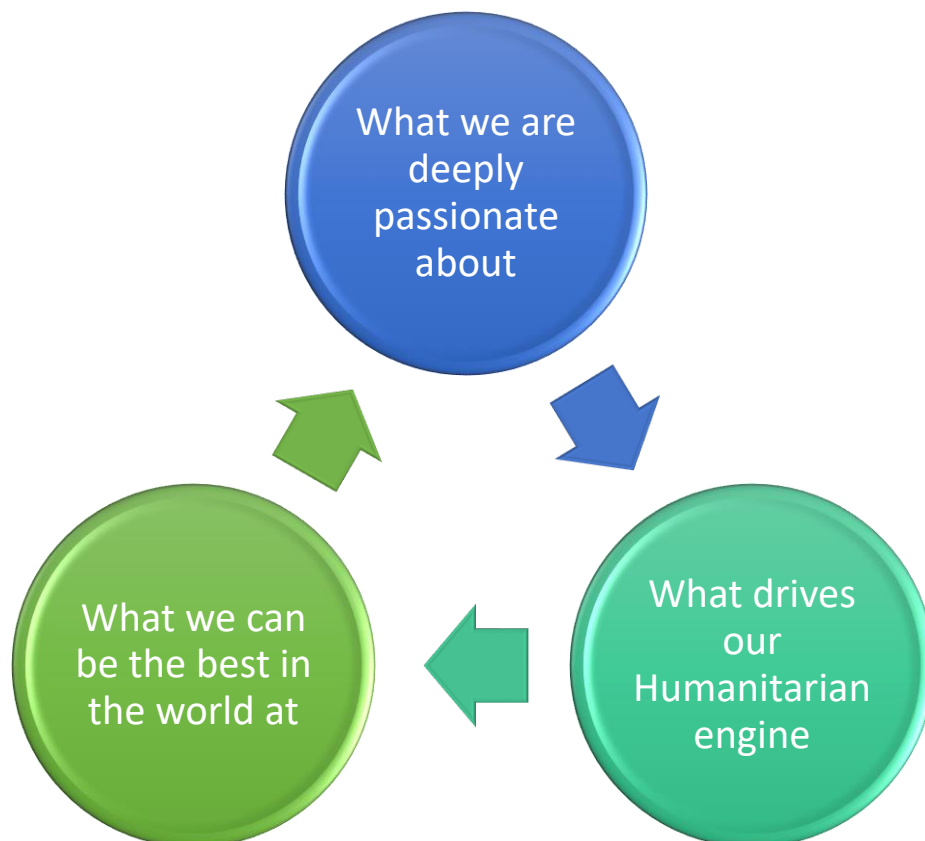 What we are
deeply
passionate
about
What drives
our
Humanitarian
engine
What we can
be the best in
the world at